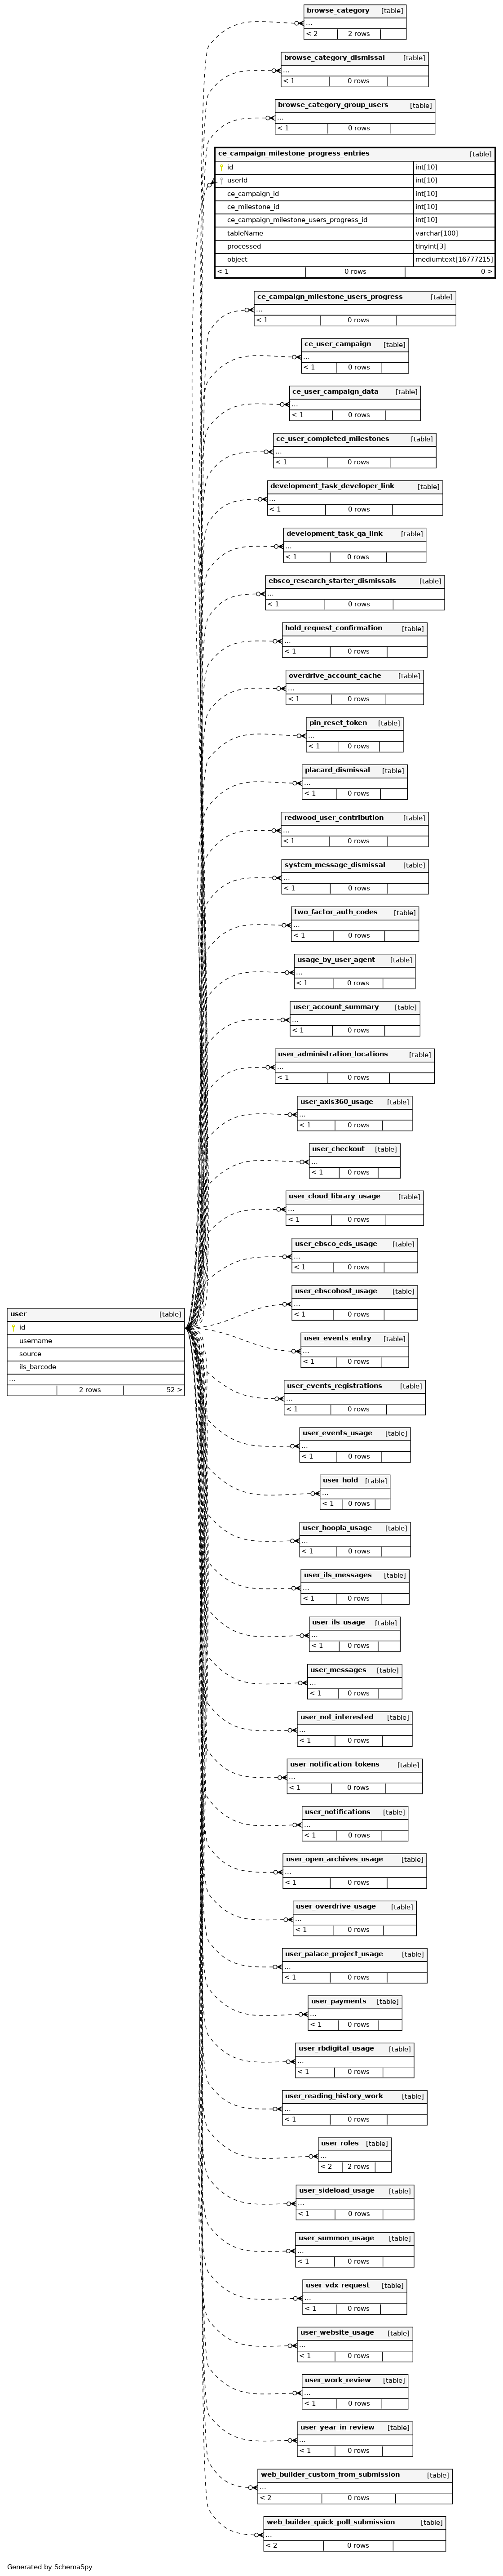 browse_category [table]
...
< 2 2 rows
browse_category_dismissal [table]
...
< 1 0 rows
browse_category_group_users [table]
...
< 1 0 rows
ce_campaign_milestone_progress_entries [table]
id int[10]
userId int[10]
ce_campaign_id int[10]
ce_milestone_id int[10]
ce_campaign_milestone_users_progress_id int[10]
tableName varchar[100]
processed tinyint[3]
object mediumtext[16777215]
< 1 0 rows 0 >
ce_campaign_milestone_users_progress [table]
...
< 1 0 rows
ce_user_campaign [table]
...
< 1 0 rows
ce_user_campaign_data [table]
...
< 1 0 rows
ce_user_completed_milestones [table]
...
< 1 0 rows
development_task_developer_link [table]
...
< 1 0 rows
development_task_qa_link [table]
...
< 1 0 rows
ebsco_research_starter_dismissals [table]
...
< 1 0 rows
hold_request_confirmation [table]
...
< 1 0 rows
overdrive_account_cache [table]
...
< 1 0 rows
pin_reset_token [table]
...
< 1 0 rows
placard_dismissal [table]
...
< 1 0 rows
redwood_user_contribution [table]
...
< 1 0 rows
system_message_dismissal [table]
...
< 1 0 rows
two_factor_auth_codes [table]
...
< 1 0 rows
usage_by_user_agent [table]
...
< 1 0 rows
user_account_summary [table]
...
< 1 0 rows
user_administration_locations [table]
...
< 1 0 rows
user_axis360_usage [table]
...
< 1 0 rows
user_checkout [table]
...
< 1 0 rows
user_cloud_library_usage [table]
...
< 1 0 rows
user_ebsco_eds_usage [table]
...
< 1 0 rows
user_ebscohost_usage [table]
...
< 1 0 rows
user [table]
id
username
source
ils_barcode
...
2 rows 52 >
user_events_entry [table]
...
< 1 0 rows
user_events_registrations [table]
...
< 1 0 rows
user_events_usage [table]
...
< 1 0 rows
user_hold [table]
...
< 1 0 rows
user_hoopla_usage [table]
...
< 1 0 rows
user_ils_messages [table]
...
< 1 0 rows
user_ils_usage [table]
...
< 1 0 rows
user_messages [table]
...
< 1 0 rows
user_not_interested [table]
...
< 1 0 rows
user_notification_tokens [table]
...
< 1 0 rows
user_notifications [table]
...
< 1 0 rows
user_open_archives_usage [table]
...
< 1 0 rows
user_overdrive_usage [table]
...
< 1 0 rows
user_palace_project_usage [table]
...
< 1 0 rows
user_payments [table]
...
< 1 0 rows
user_rbdigital_usage [table]
...
< 1 0 rows
user_reading_history_work [table]
...
< 1 0 rows
user_roles [table]
...
< 2 2 rows
user_sideload_usage [table]
...
< 1 0 rows
user_summon_usage [table]
...
< 1 0 rows
user_vdx_request [table]
...
< 1 0 rows
user_website_usage [table]
...
< 1 0 rows
user_work_review [table]
...
< 1 0 rows
user_year_in_review [table]
...
< 1 0 rows
web_builder_custom_from_submission [table]
...
< 2 0 rows
web_builder_quick_poll_submission [table]
...
< 2 0 rows
Generated by SchemaSpy